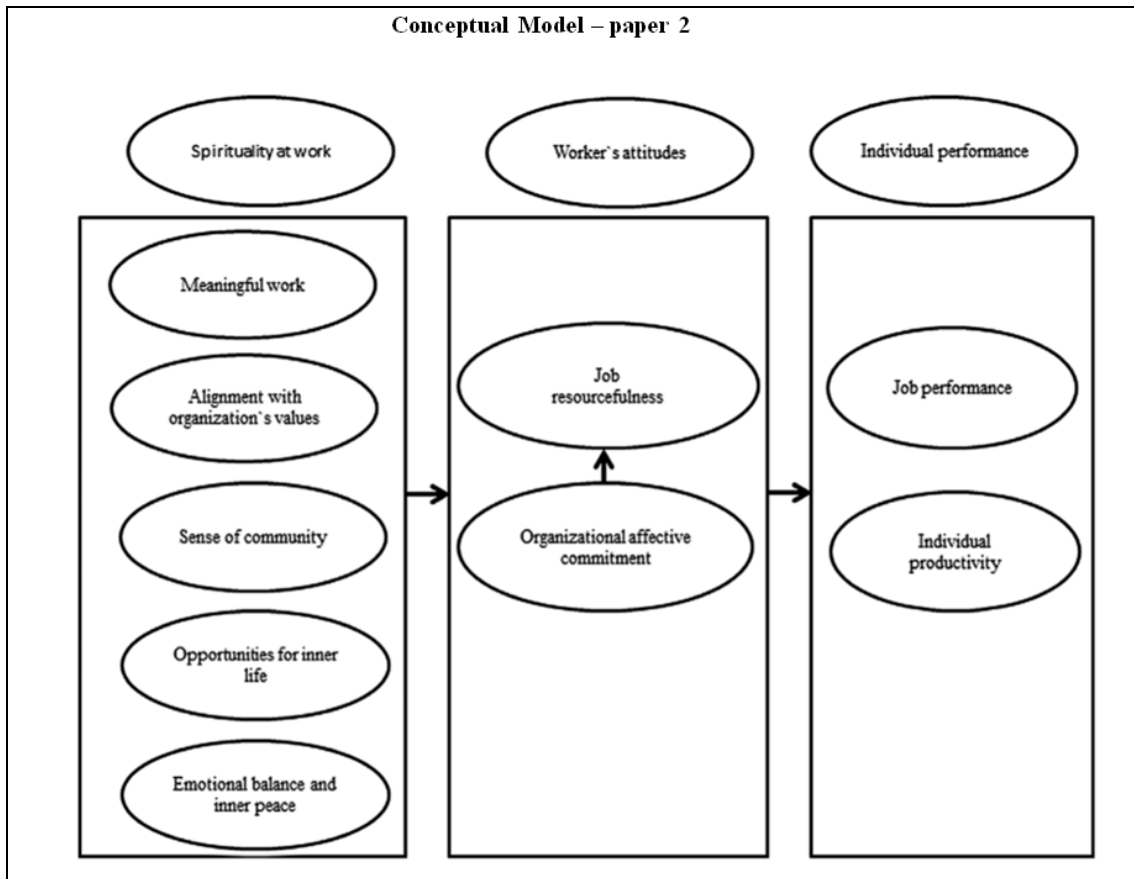 Conceptual Model – paper 2
Spirituality at work
Worker`s attitudes
Individual performance
Meaningful work
Alignment with
organization`s values
Sense of community
Opportunities for inner
life
Emotional balance and
inner peace
Job
resourcefulness
Organizational affective
commitment
Job performance
Individual
productivity